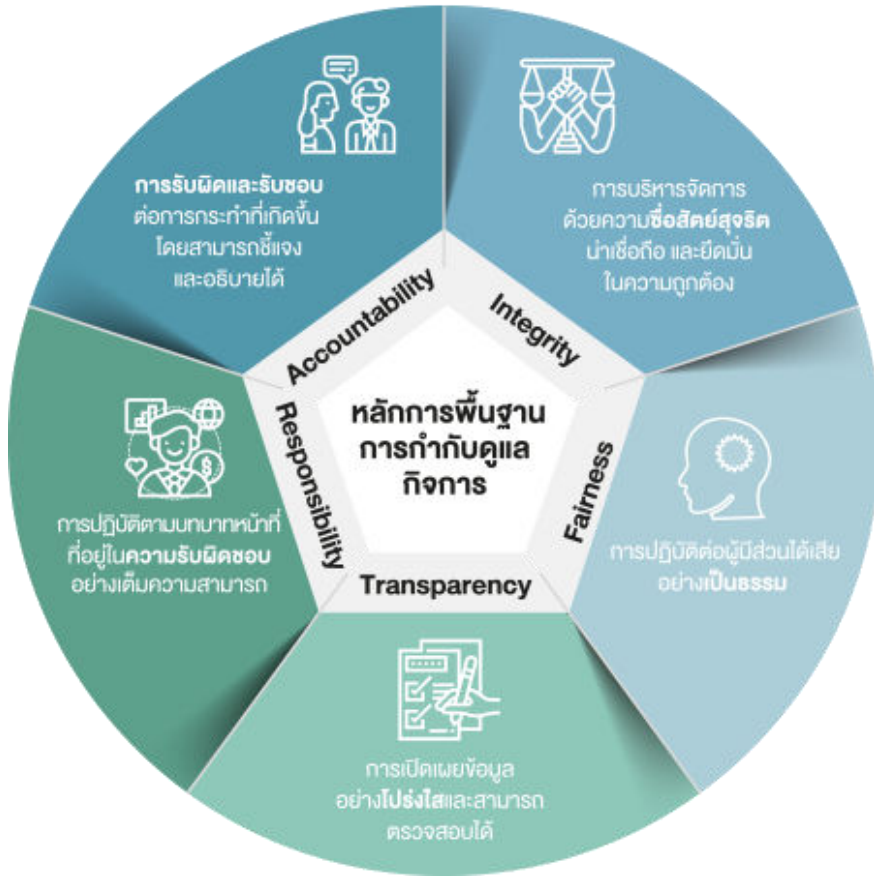 หลักการพื้นฐาน
การกำกับดูแล
กิจการ
Accountability
การรับผิดและรับชอบ
ต่อการกระทำที่เกิดขึ้น
โดยสามารถชี้แจง
และอธิบายได้
Integrity
การบริหารจัดการ
ด้วยความซื่อสัตย์สุจริต
น่าเชื่อถือ และยึดมั่น
ในความถูกต้อง
Fairness
การปฏิบัติต่อผู้มีส่วนได้เสีย
อย่างเป็นธรรม
Transparency
การเปิดเผยข้อมูล
อย่างโปร่งใสและสามารถ
ตรวจสอบได้
Responsibility
การปฏิบัติตามบทบาทหน้าที่
ที่อยู่ในความรับผิดชอบ
อย่างเต็มความสามารถ